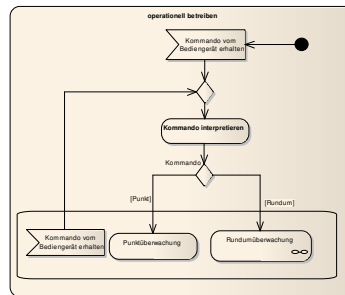 operationell betreiben
Kommando vom
Bediengerät erhalten
Kommando interpretieren
Kommando
[Punkt]
[Rundum]
Kommando vom
Bediengerät erhalten
Punktüberwachung
Rundumüberwachung